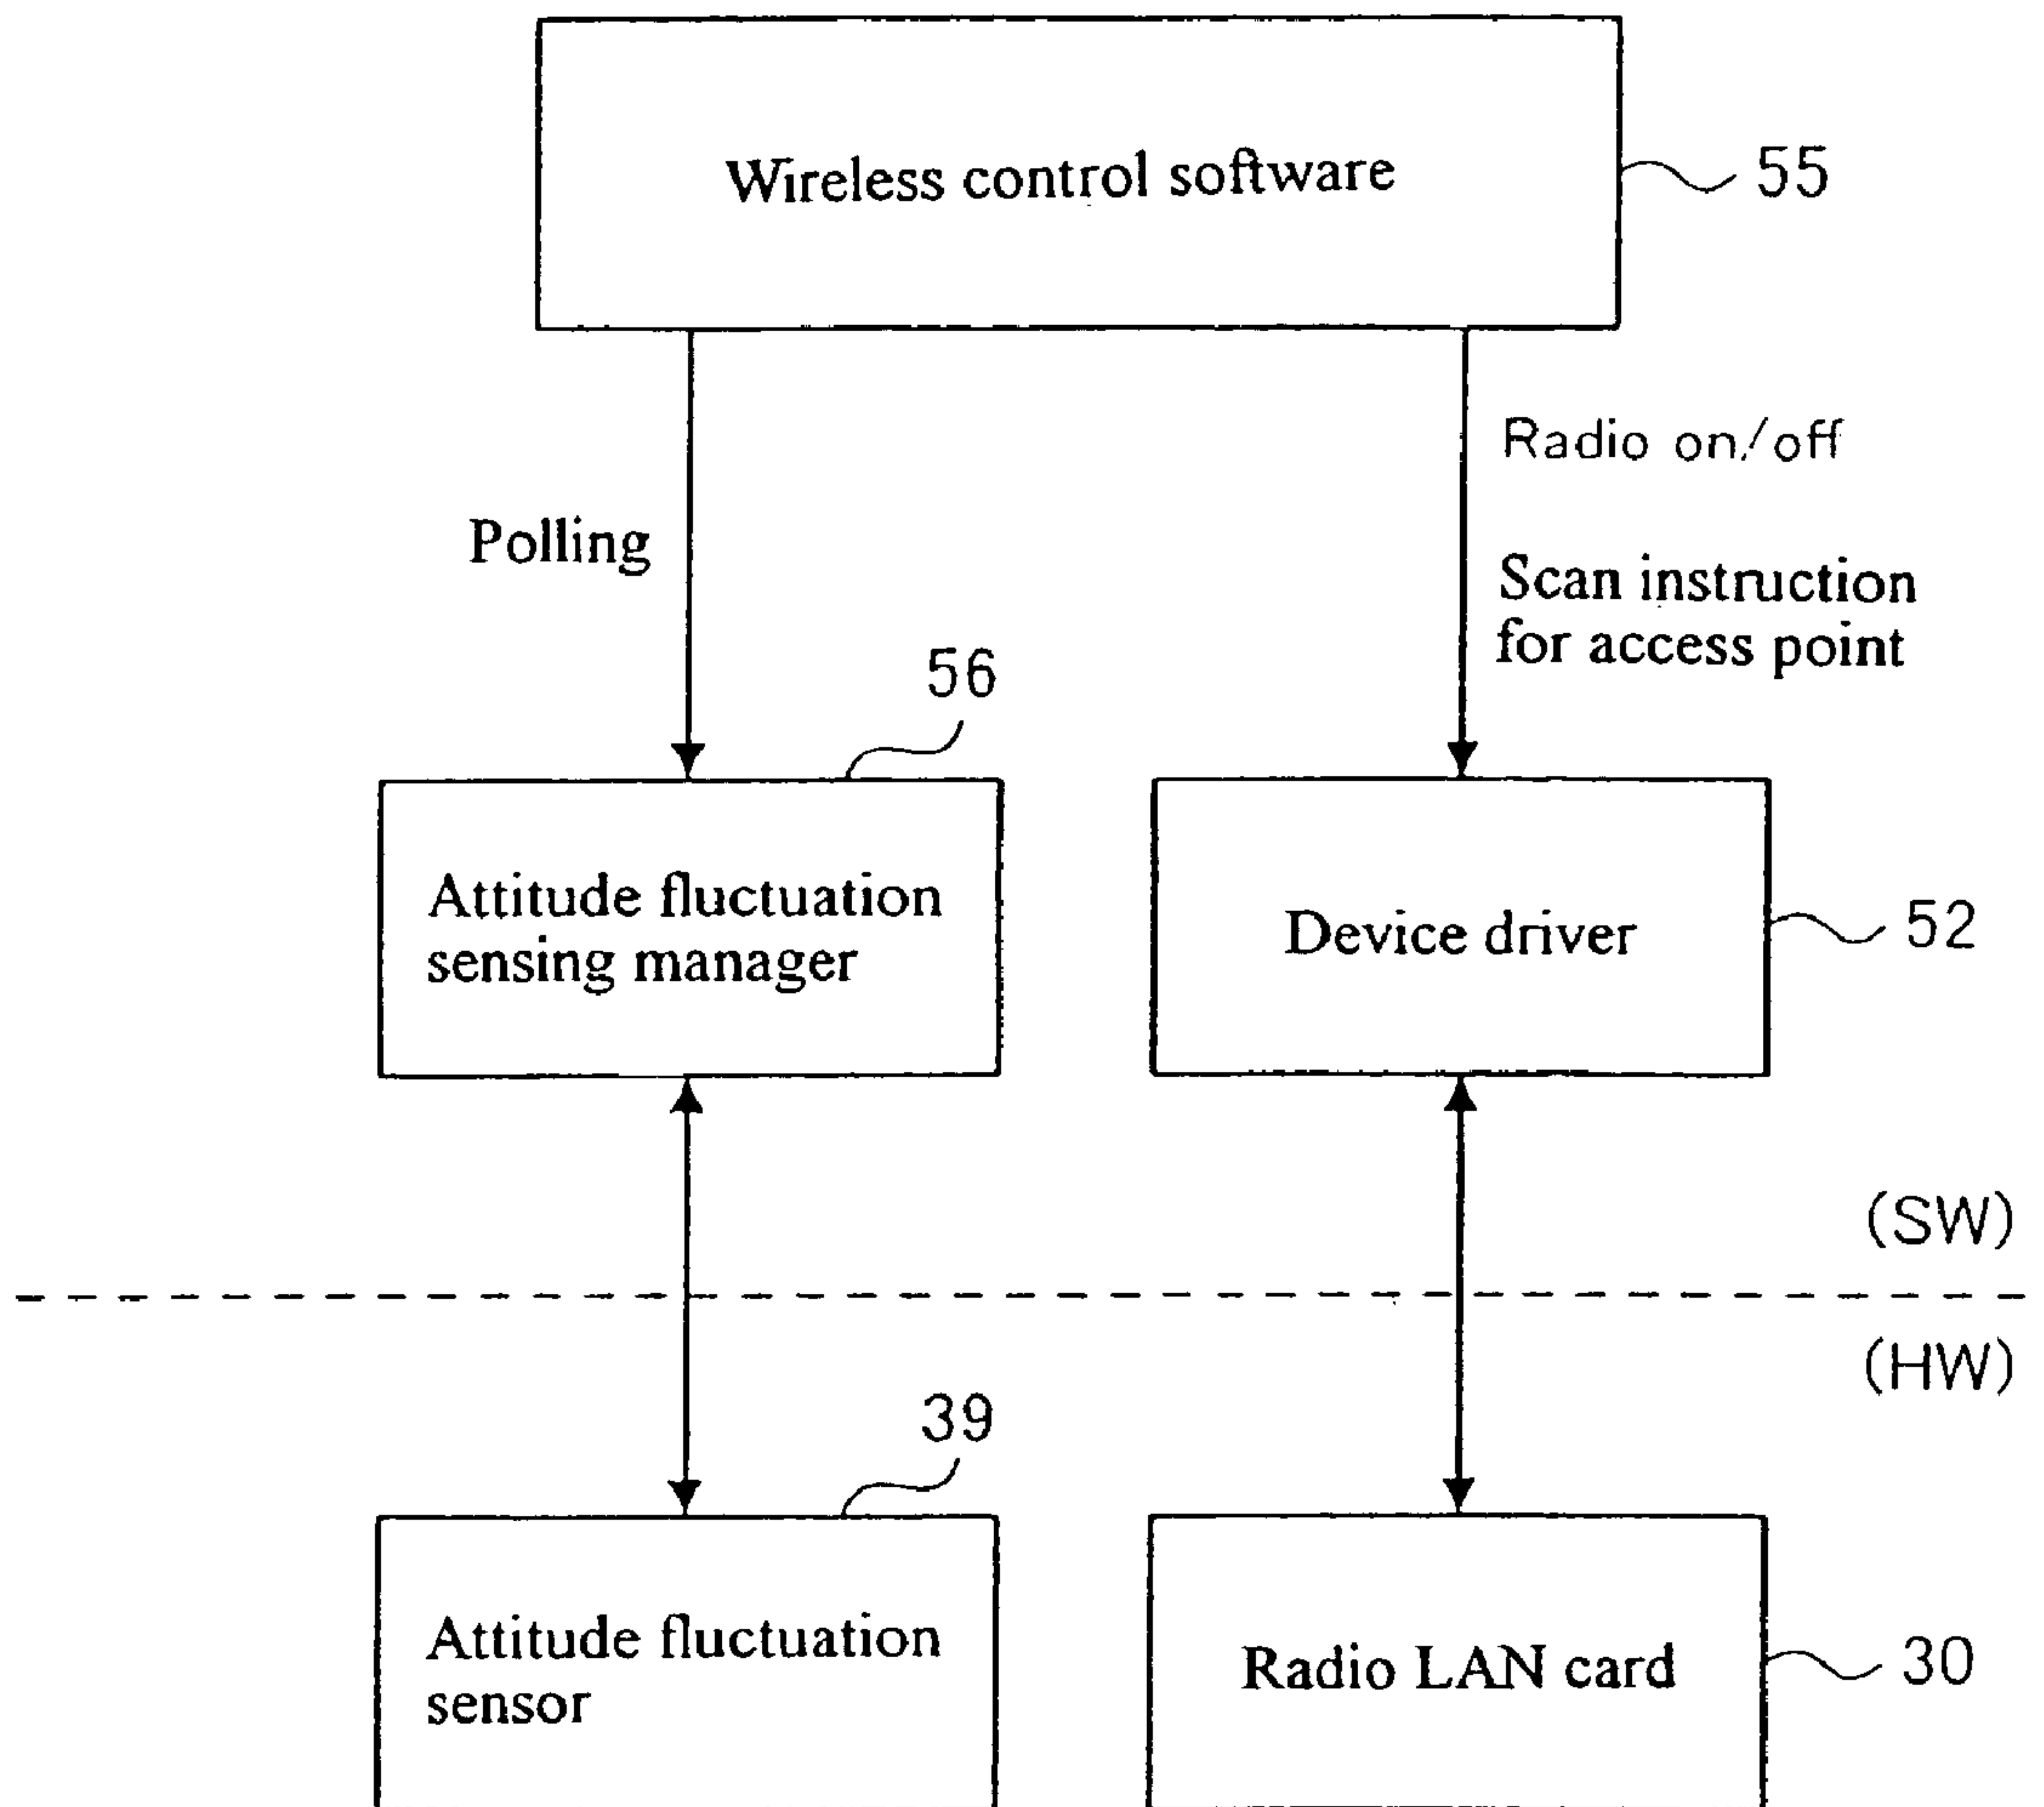 Wireless control software
55
Radio on/off
Polling
Scan instruction
for access point
56
Attitude fluctuation
sensing manager
Device driver
52
(SW)
(HW)
39
Attitude fluctuation
sensor
Radio LAN card
30